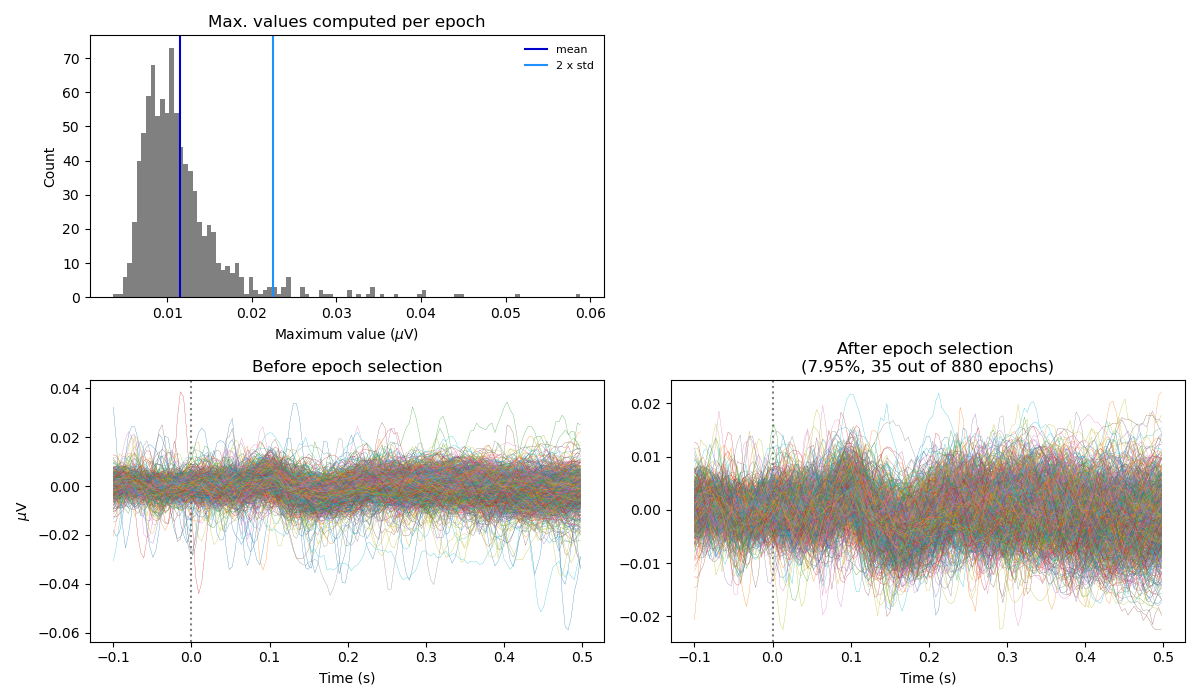 Max. values computed per epoch
mean
2 x std
Count
70
60
50
40
30
20
10
0
0.01 0.02 0.03 0.04 0.05 0.06
Maximum value (μV)
Before epoch selection
μV
0.04
0.02
0.00
−0.02
−0.04
−0.06
−0.1 0.0 0.1 0.2 0.3 0.4 0.5
Time (s)
After epoch selection
(7.95%, 35 out of 880 epochs)
0.02
0.01
0.00
−0.01
−0.02
−0.1 0.0 0.1 0.2 0.3 0.4 0.5
Time (s)